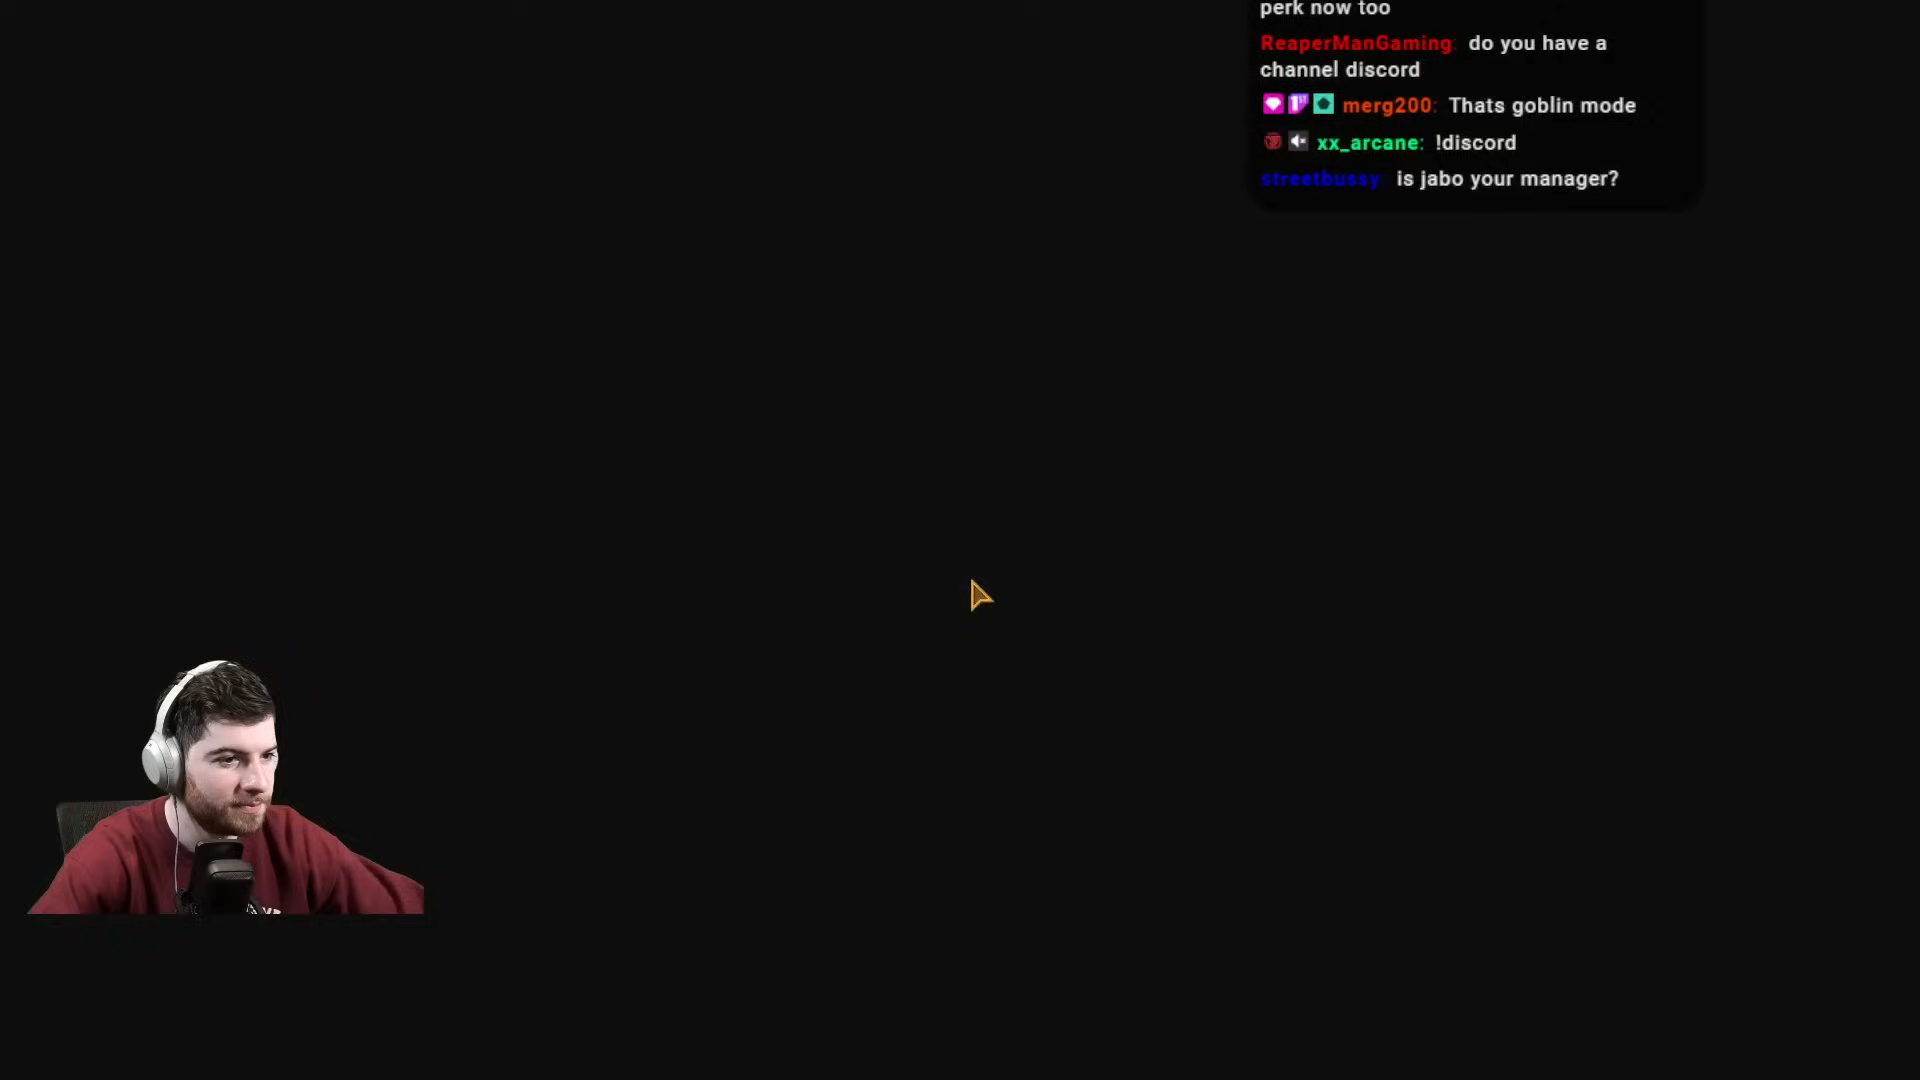 perk now too
ReaperManGaming: do you have a
channel discord
merg200: Thats goblin mode
xx_arcane: !discord
streetbussy: is jabo your manager?